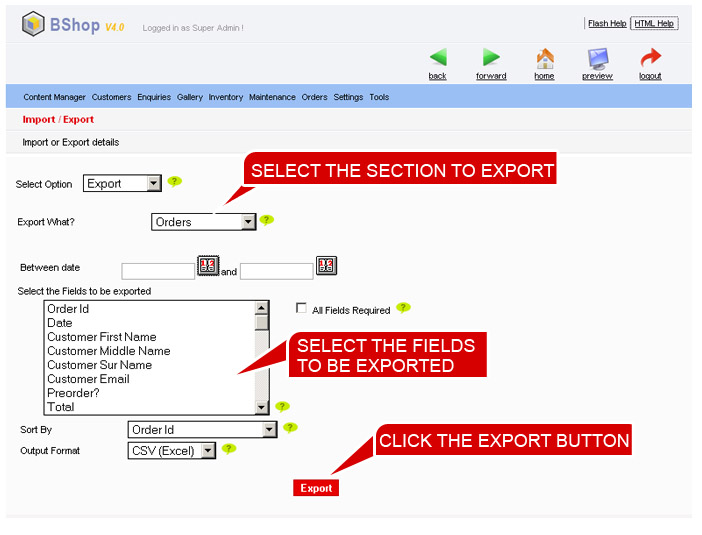 BShop V4.0
Logged in as Super Admin !
Flash Help HTML Help
back forward home preview logout
Content Manager Customers Enquiries Gallery Inventory Maintenance Orders Settings Tools
Import / Export
Import or Export details
SELECT THE SECTION TO EXPORT
Select Option Export ?
Export What? Orders ?
Between date and
Select the Fields to be exported
Order Id
All Fields Required ?
Date
Customer First Name
Customer Middle Name
Customer Sur Name
Customer Email
Preorder?
Total ?
SELECT THE FIELDS
TO BE EXPORTED
Sort By Order Id ?
Output Format CSV (Excel) ?
CLICK THE EXPORT BUTTON
Export